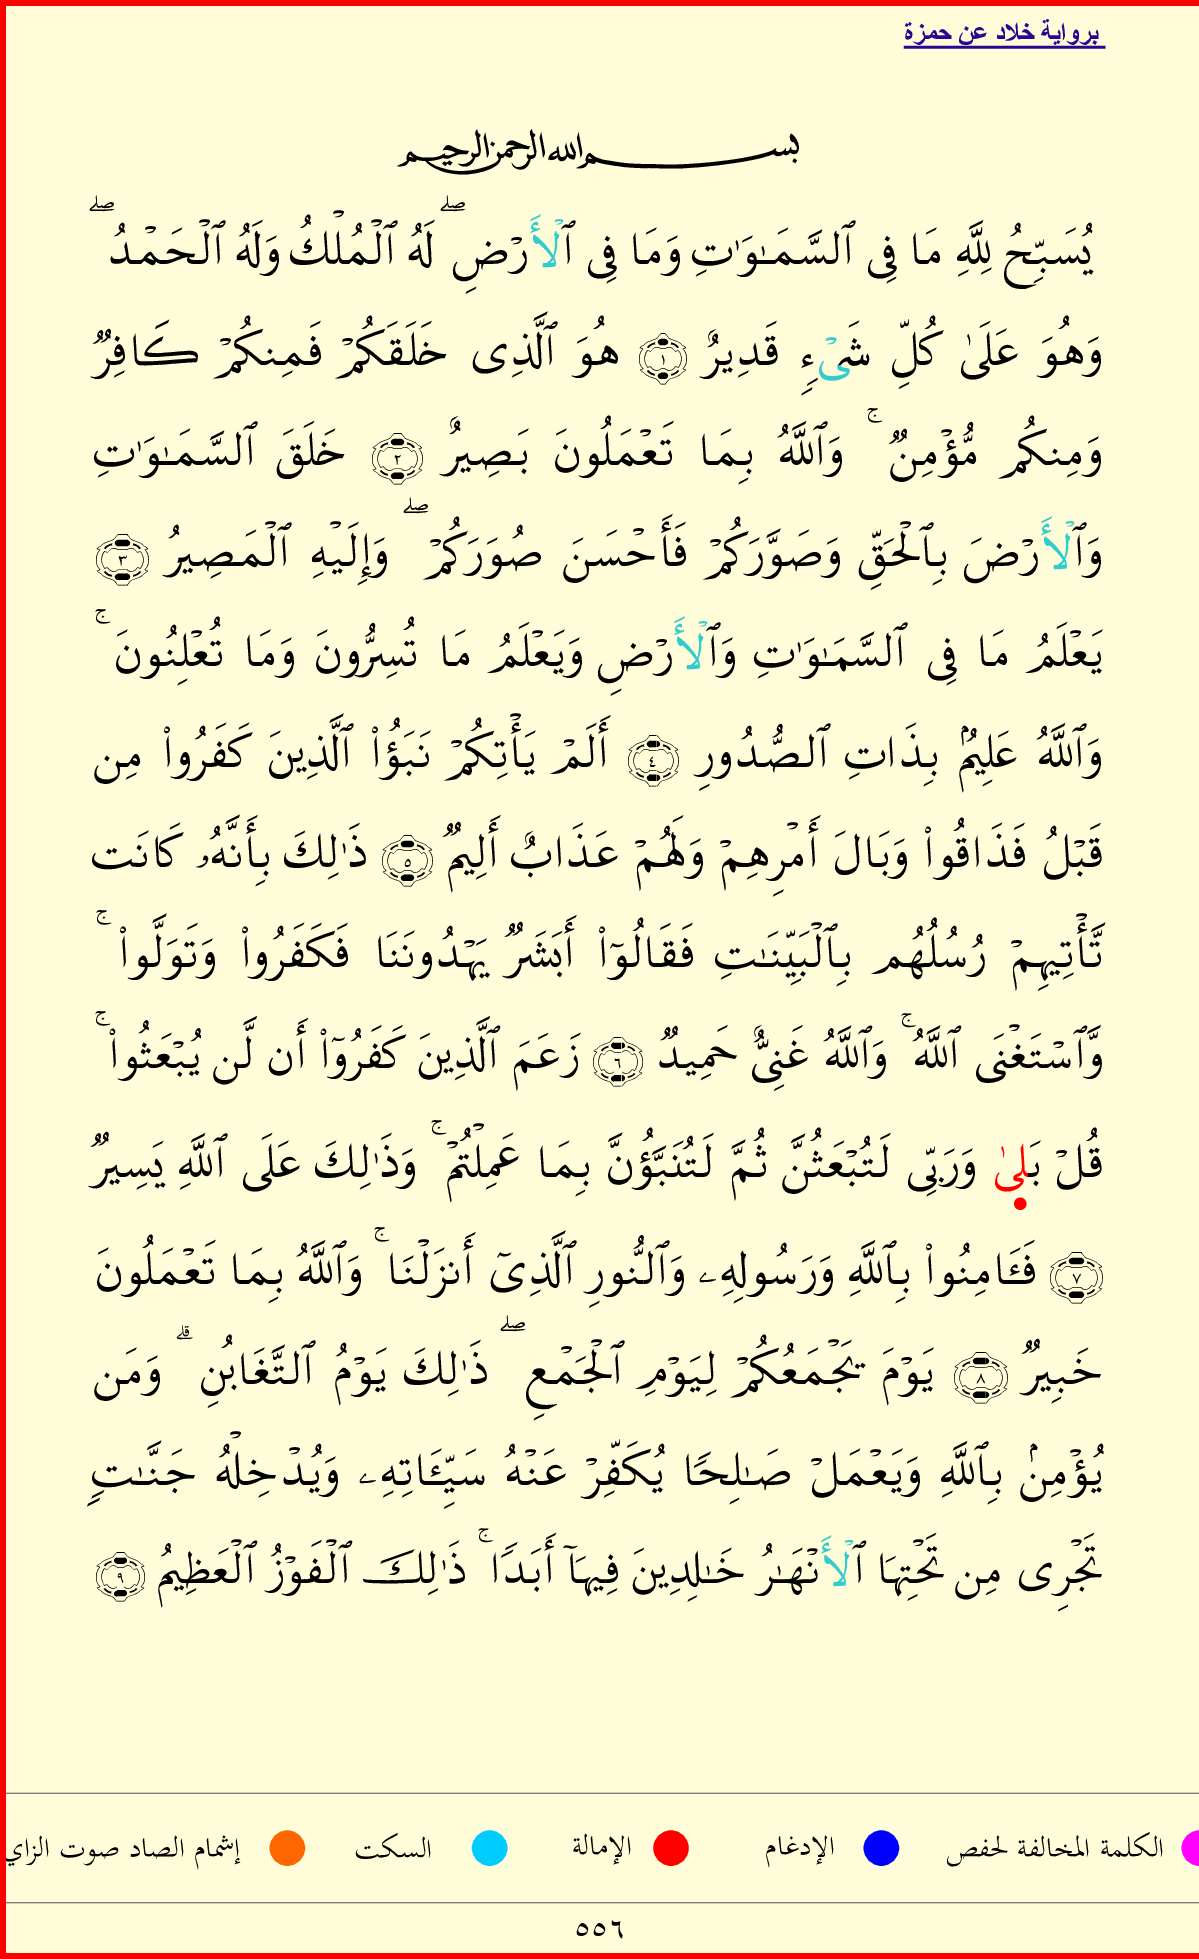 برواية خلاد عن حمزة
بسم الله الرحمن الرحيم
يُسَبِّحُ لِلَّهِ مَا فِى ٱلسَّمَـٰوَٰتِ وَمَا فِى ٱلْأَرْضِ ۖ لَهُ ٱلْمُلْكُ وَلَهُ ٱلْحَمْدُ ۖ
وَهُوَ عَلَىٰ كُلِّ شَىْءٍ قَدِيرٌ ١ هُوَ ٱلَّذِى خَلَقَكُمْ فَمِنكُمْ كَافِرٌ
وَمِنكُم مُّؤْمِنٌ ۚ وَٱللَّهُ بِمَا تَعْمَلُونَ بَصِيرٌ ٢ خَلَقَ ٱلسَّمَـٰوَٰتِ
وَٱلْأَرْضَ بِٱلْحَقِّ وَصَوَّرَكُمْ فَأَحْسَنَ صُوَرَكُمْ ۖ وَإِلَيْهِ ٱلْمَصِيرُ ٣
يَعْلَمُ مَا فِى ٱلسَّمَـٰوَٰتِ وَٱلْأَرْضِ وَيَعْلَمُ مَا تُسِرُّونَ وَمَا تُعْلِنُونَ ۚ
وَٱللَّهُ عَلِيمٌۢ بِذَاتِ ٱلصُّدُورِ ٤ أَلَمْ يَأْتِكُمْ نَبَؤُا۟ ٱلَّذِينَ كَفَرُوا۟ مِن
قَبْلُ فَذَاقُوا۟ وَبَالَ أَمْرِهِمْ وَلَهُمْ عَذَابٌ أَلِيمٌ ٥ ذَٰلِكَ بِأَنَّهُۥ كَانَت
تَّأْتِيهِمْ رُسُلُهُم بِٱلْبَيِّنَـٰتِ فَقَالُوٓا۟ أَبَشَرٌ يَهْدُونَنَا فَكَفَرُوا۟ وَتَوَلَّوا۟ ۚ
وَّٱسْتَغْنَى ٱللَّهُ ۚ وَٱللَّهُ غَنِىٌّ حَمِيدٌ ٦ زَعَمَ ٱلَّذِينَ كَفَرُوٓا۟ أَن لَّن يُبْعَثُوا۟ ۚ
قُلْ بَلَىٰ وَرَبِّى لَتُبْعَثُنَّ ثُمَّ لَتُنَبَّؤُنَّ بِمَا عَمِلْتُمْ ۚ وَذَٰلِكَ عَلَى ٱللَّهِ يَسِيرٌ
٧ فَـَٔامِنُوا۟ بِٱللَّهِ وَرَسُولِهِۦ وَٱلنُّورِ ٱلَّذِىٓ أَنزَلْنَا ۚ وَٱللَّهُ بِمَا تَعْمَلُونَ
خَبِيرٌ ٨ يَوْمَ يَجْمَعُكُمْ لِيَوْمِ ٱلْجَمْعِ ۖ ذَٰلِكَ يَوْمُ ٱلتَّغَابُنِ ۗ وَمَن
يُؤْمِنۢ بِٱللَّهِ وَيَعْمَلْ صَـٰلِحًا يُكَفِّرْ عَنْهُ سَيِّـَٔاتِهِۦ وَيُدْخِلْهُ جَنَّـٰتٍ
تَجْرِى مِن تَحْتِهَا ٱلْأَنْهَـٰرُ خَـٰلِدِينَ فِيهَآ أَبَدًا ۚ ذَٰلِكَ ٱلْفَوْزُ ٱلْعَظِيمُ ٩
الكلمة المخالفة لحفص الإدغام الإمالة السكت إشمام الصاد صوت الزاي
٥٥٦